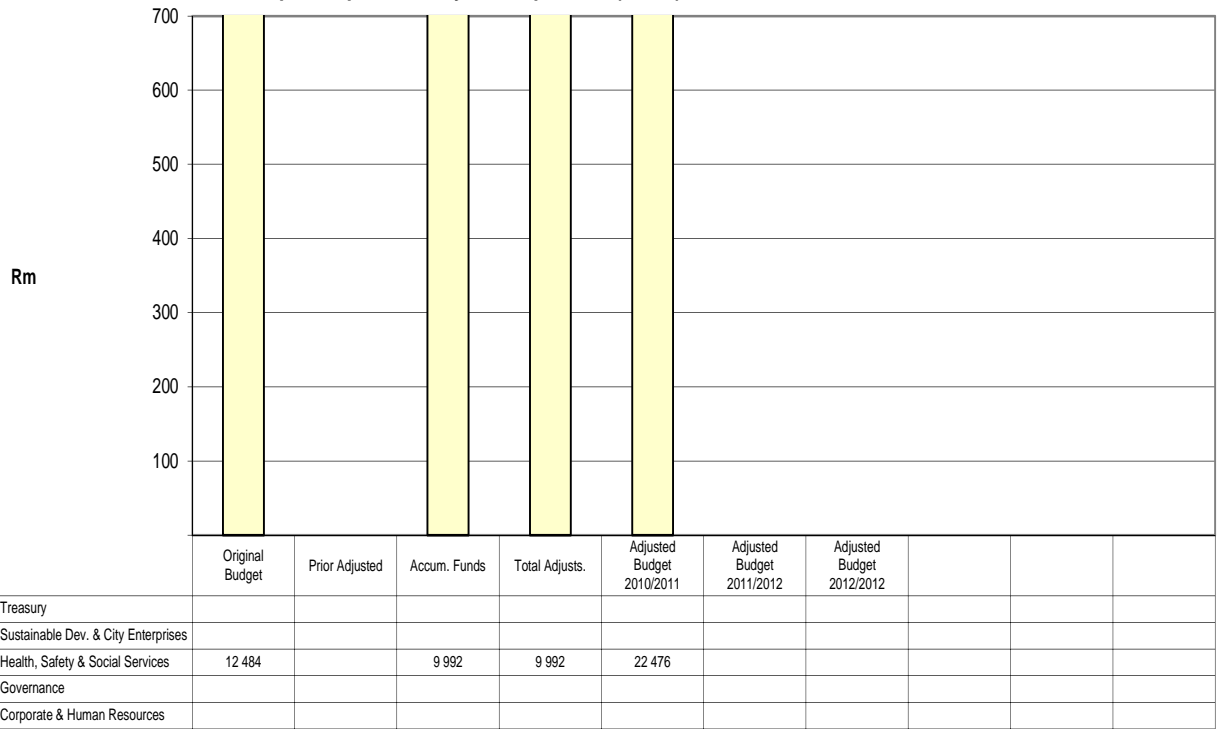 700
600
500
400
Rm
300
200
100
Original Budget Prior Adjusted Accum. Funds Total Adjusts. Adjusted Budget 2010/2011 Adjusted Budget 2011/2012 Adjusted Budget 2012/2012
Treasury
Sustainable Dev. & City Enterprises
Health, Safety & Social Services 12 484 9 992 9 992 22 476
Governance
Corporate & Human Resources